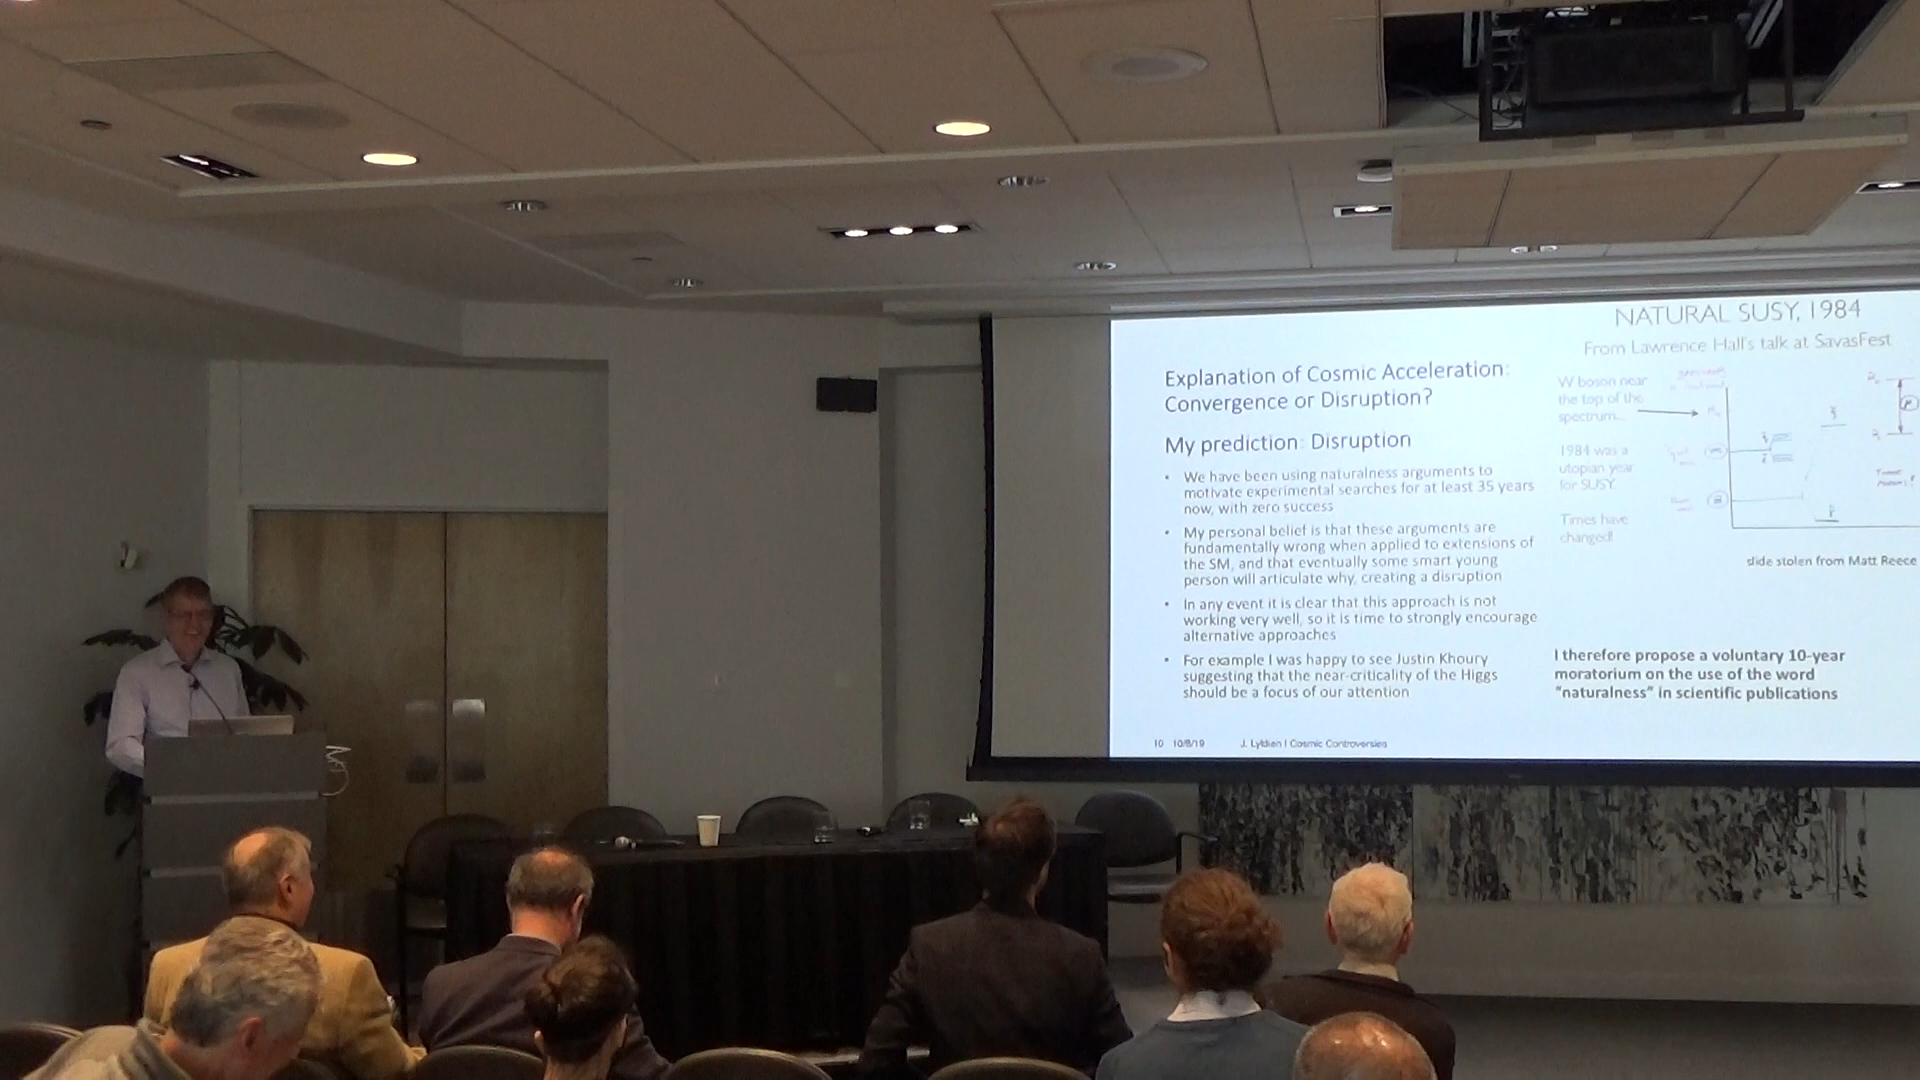 NATURAL SUSY, 1984
From Lawrence Hall's talk at SavasFest
Explanation of Cosmic Acceleration:
Convergence or Disruption?
My prediction: Disruption
• We have been using naturalness arguments to
motivate experimental searches for at least 35 years
now, with zero success
• My personal belief is that these arguments are
fundamentally wrong when applied to extensions of
the SM, and that eventually some smart young
person will articulate why, creating a disruption
• In any event it is clear that this approach is not
working very well, so it is time to strongly encourage
alternative approaches
• For example I was happy to see Justin Khoury
suggesting that the near-criticality of the Higgs
should be a focus of our attention
W boson near
the top of the
spectrum...
1984 was a
utopian year
for SUSY.
Times have
changed!
slide stolen from Matt Reece
I therefore propose a voluntary 10-year
moratorium on the use of the word
"naturalness" in scientific publications
10 10/8/19 J. Lykken | Cosmic Controversies